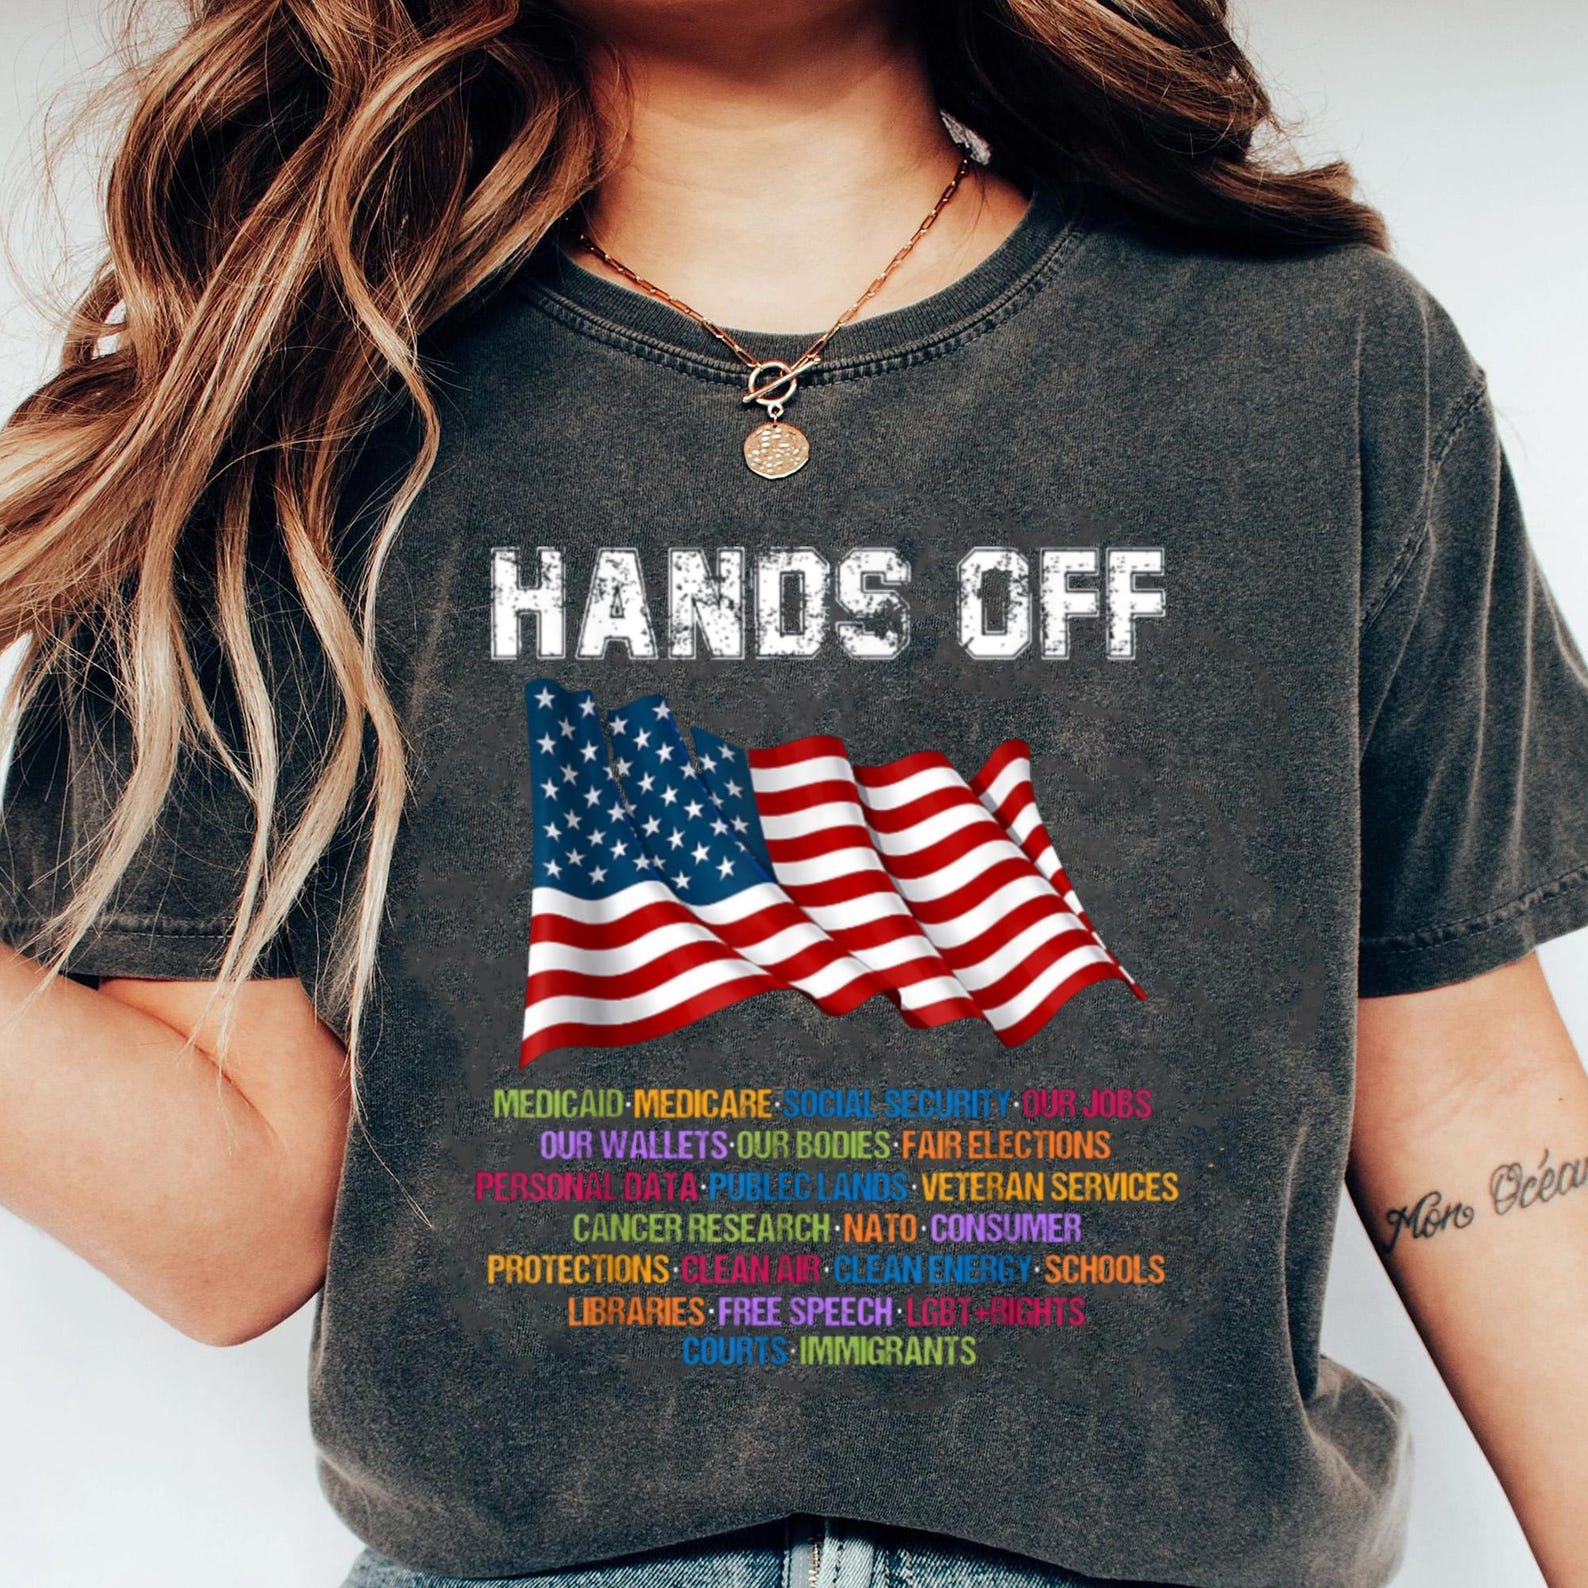 HANDS OFF
MEDICAID·MEDICARE·SOCIAL SECURITY·OUR JOBS
OUR WALLETS·OUR BODIES·FAIR ELECTIONS
PERSONAL DATA·PUBLEC LANDS·VETERAN SERVICES
CANCER RESEARCH·NATO·CONSUMER
PROTECTIONS·CLEAN AIR·CLEAN ENERGY·SCHOOLS
LIBRARIES·FREE SPEECH·LGBT+RIGHTS
COURTS·IMMIGRANTS
Mon Océan